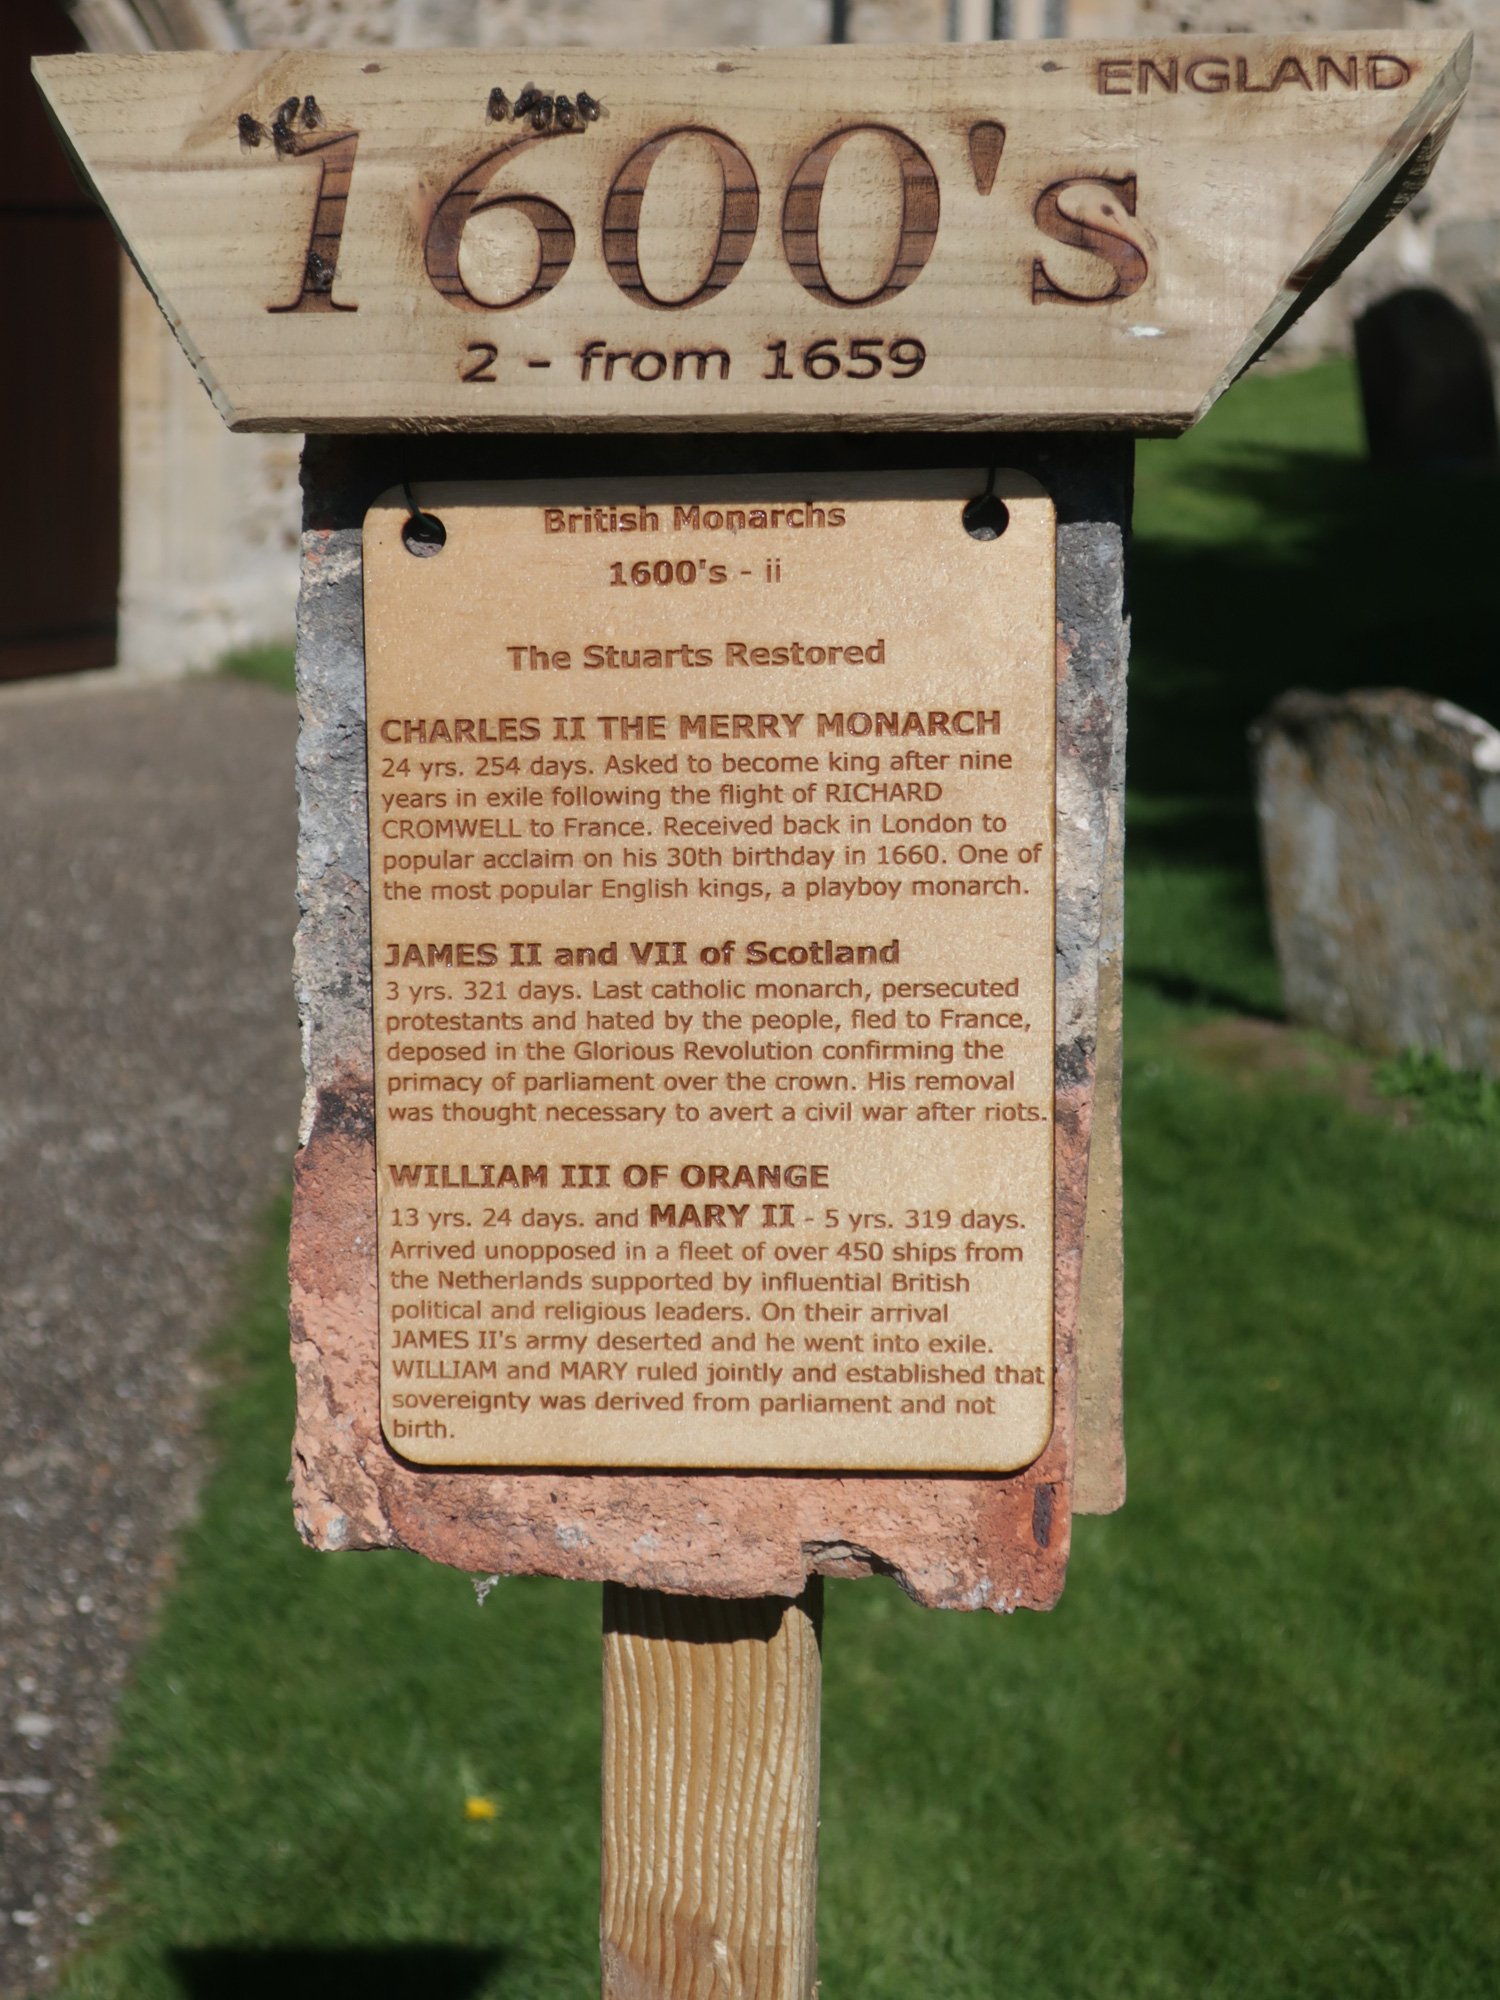 ENGLAND
1600's
2 - from 1659
British Monarchs
1600's - ii
The Stuarts Restored
CHARLES II THE MERRY MONARCH
24 yrs. 254 days. Asked to become king after nine
years in exile following the flight of RICHARD
CROMWELL to France. Received back in London to
popular acclaim on his 30th birthday in 1660. One of
the most popular English kings, a playboy monarch.
JAMES II and VII of Scotland
3 yrs. 321 days. Last catholic monarch, persecuted
protestants and hated by the people, fled to France,
deposed in the Glorious Revolution confirming the
primacy of parliament over the crown. His removal
was thought necessary to avert a civil war after riots.
WILLIAM III OF ORANGE
13 yrs. 24 days. and MARY II - 5 yrs. 319 days.
Arrived unopposed in a fleet of over 450 ships from
the Netherlands supported by influential British
political and religious leaders. On their arrival
JAMES II's army deserted and he went into exile.
WILLIAM and MARY ruled jointly and established that
sovereignty was derived from parliament and not
birth.